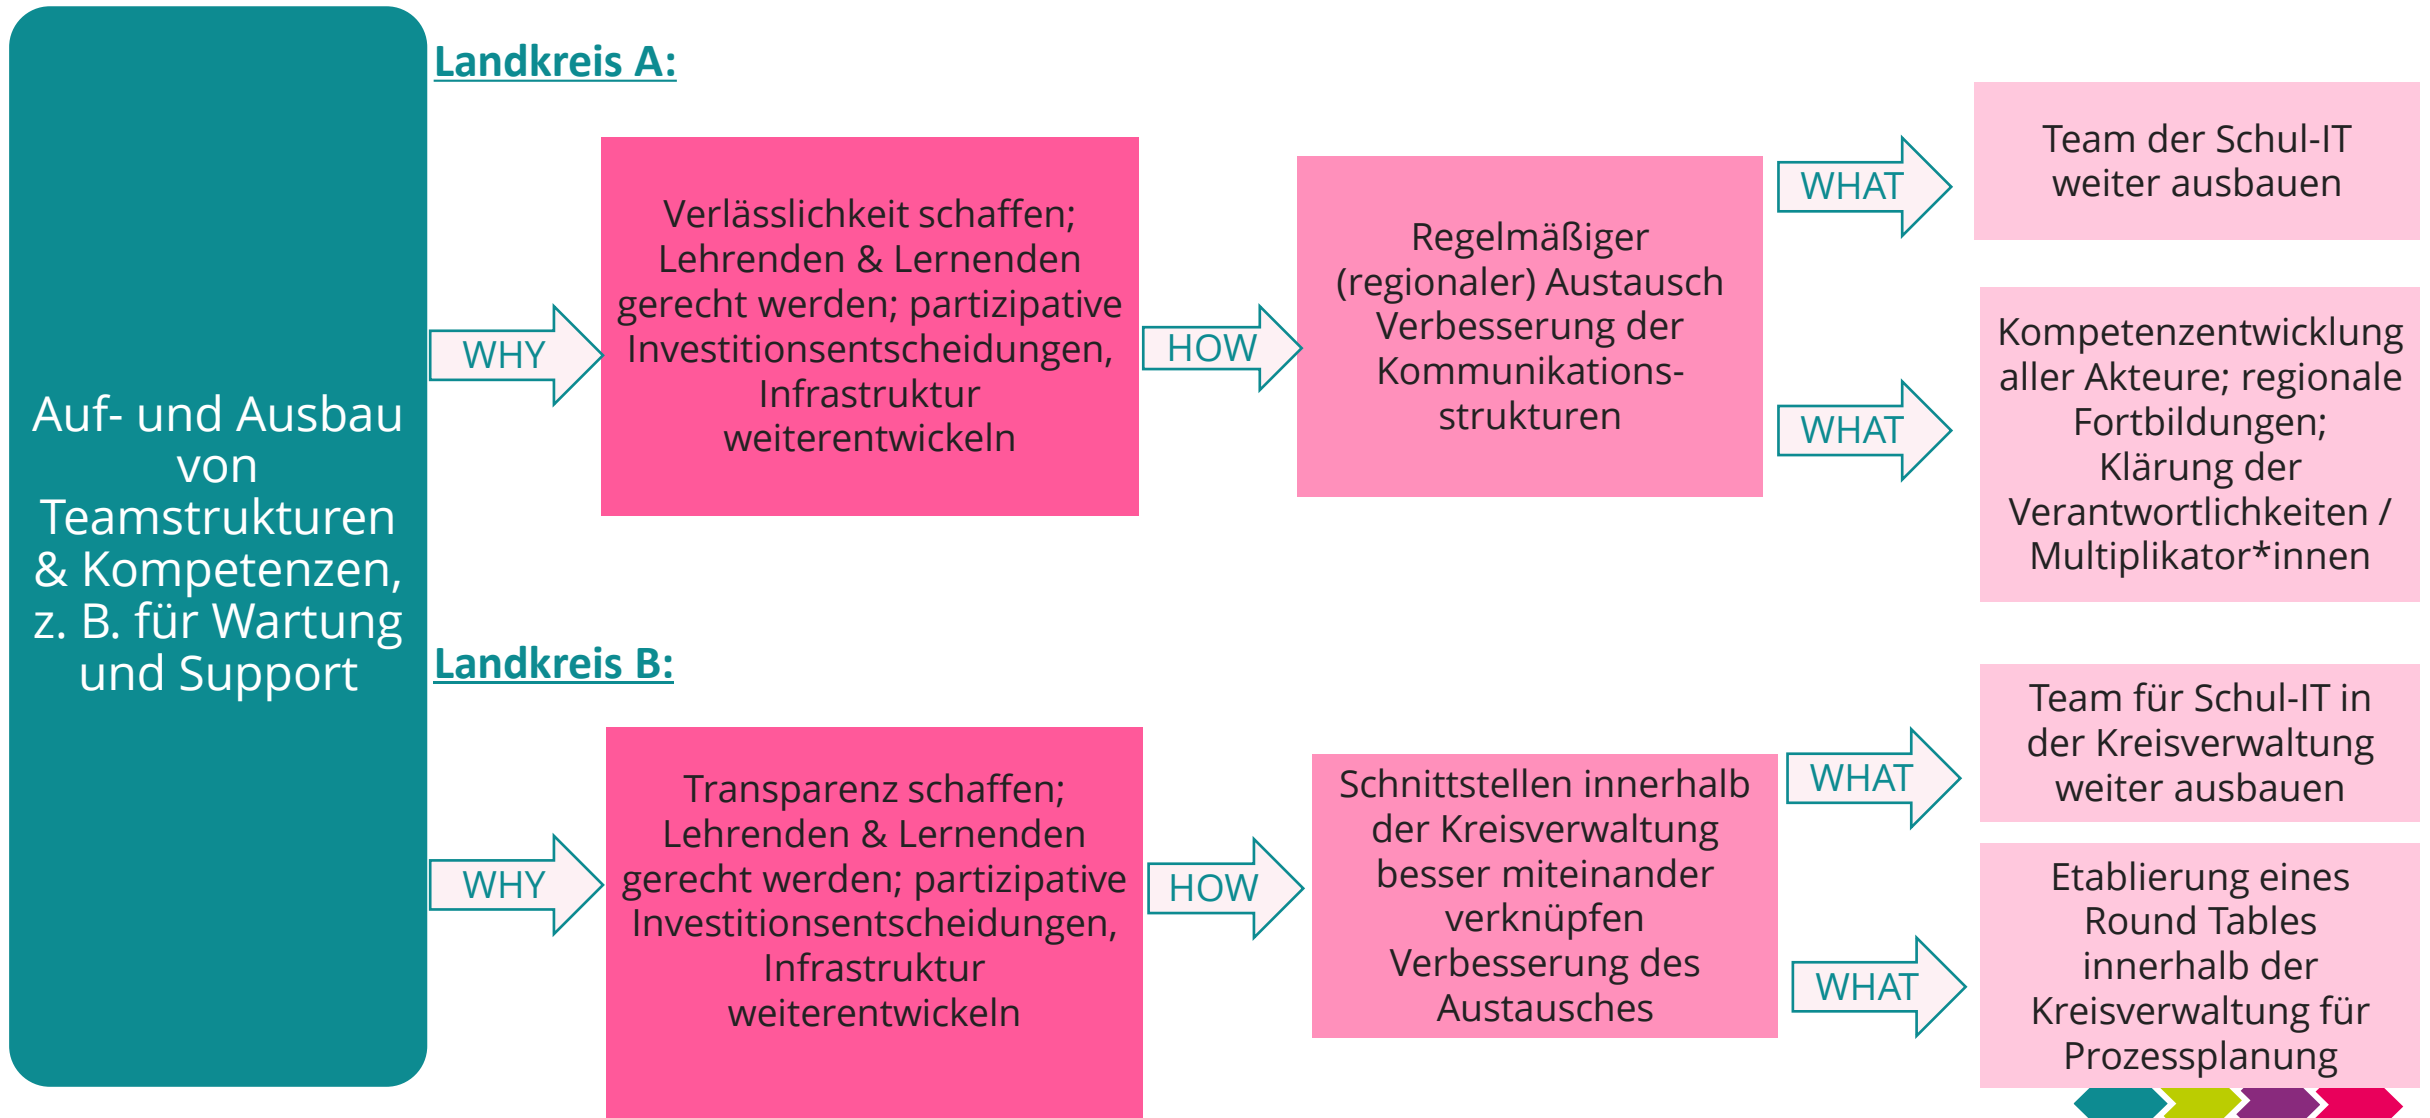 Auf- und Ausbau
von
Teamstrukturen
& Kompetenzen,
z. B. für Wartung
und Support
Landkreis A:
WHY
Verlässlichkeit schaffen;
Lehrenden & Lernenden
gerecht werden; partizipative
Investitionsentscheidungen,
Infrastruktur
weiterentwickeln
HOW
Regelmäßiger
(regionaler) Austausch
Verbesserung der
Kommunikations-
strukturen
WHAT
Team der Schul-IT
weiter ausbauen
WHAT
Kompetenzentwicklung
aller Akteure; regionale
Fortbildungen;
Klärung der
Verantwortlichkeiten /
Multiplikator*innen
Landkreis B:
WHY
Transparenz schaffen;
Lehrenden & Lernenden
gerecht werden; partizipative
Investitionsentscheidungen,
Infrastruktur
weiterentwickeln
HOW
Schnittstellen innerhalb
der Kreisverwaltung
besser miteinander
verknüpfen
Verbesserung des
Austausches
WHAT
Team für Schul-IT in
der Kreisverwaltung
weiter ausbauen
WHAT
Etablierung eines
Round Tables
innerhalb der
Kreisverwaltung für
Prozessplanung